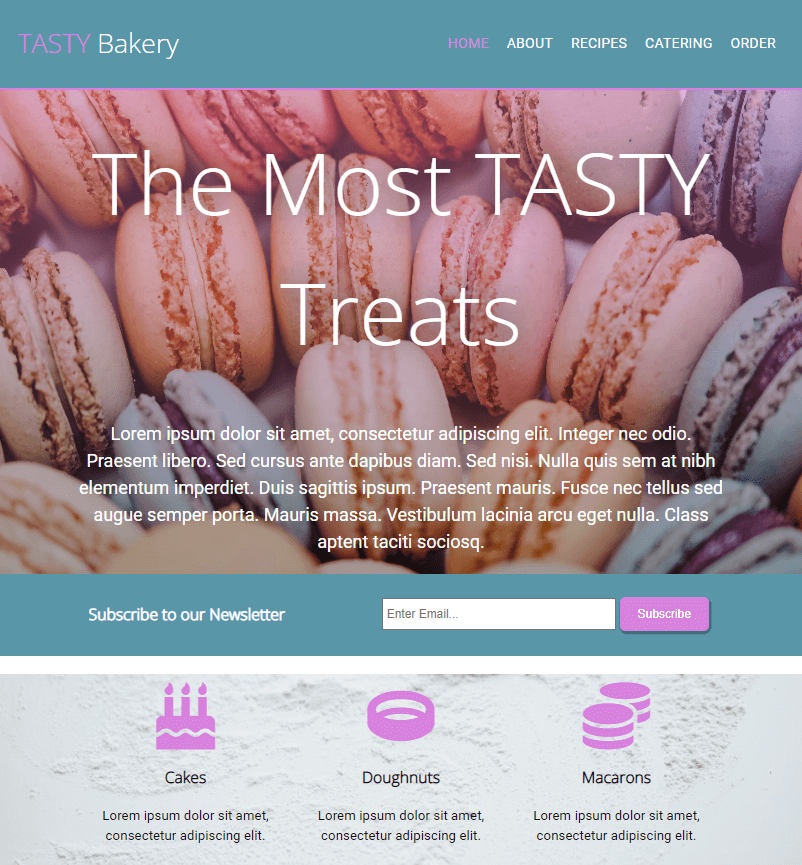 TASTY Bakery
HOME ABOUT RECIPES CATERING ORDER
The Most TASTY
Treats
Lorem ipsum dolor sit amet, consectetur adipiscing elit. Integer nec odio.
Praesent libero. Sed cursus ante dapibus diam. Sed nisi. Nulla quis sem at nibh
elementum imperdiet. Duis sagittis ipsum. Praesent mauris. Fusce nec tellus sed
augue semper porta. Mauris massa. Vestibulum lacinia arcu eget nulla. Class
aptent taciti sociosq.
Subscribe to our Newsletter
Enter Email...
Subscribe
Cakes
Lorem ipsum dolor sit amet,
consectetur adipiscing elit.
Doughnuts
Lorem ipsum dolor sit amet,
consectetur adipiscing elit.
Macarons
Lorem ipsum dolor sit amet,
consectetur adipiscing elit.